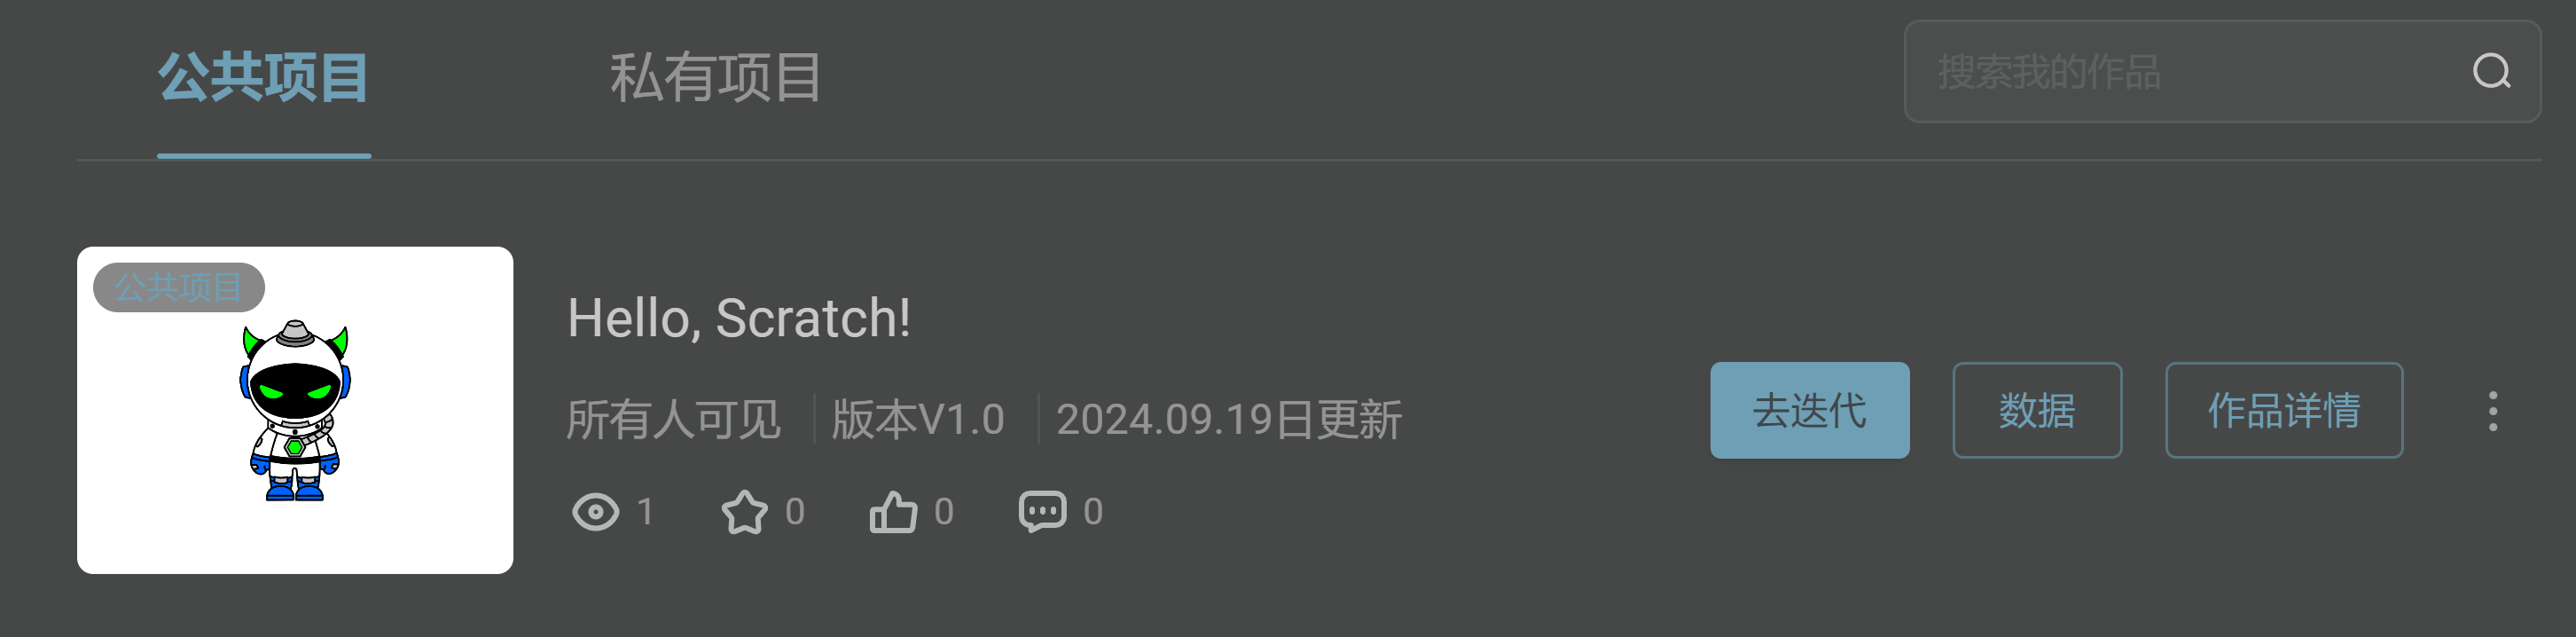 公共项目 私有项目 搜索我的作品
公共项目
Hello, Scratch!
所有人可见 版本V1.0 2024.09.19日更新
1 0 0 0
去迭代 数据 作品详情